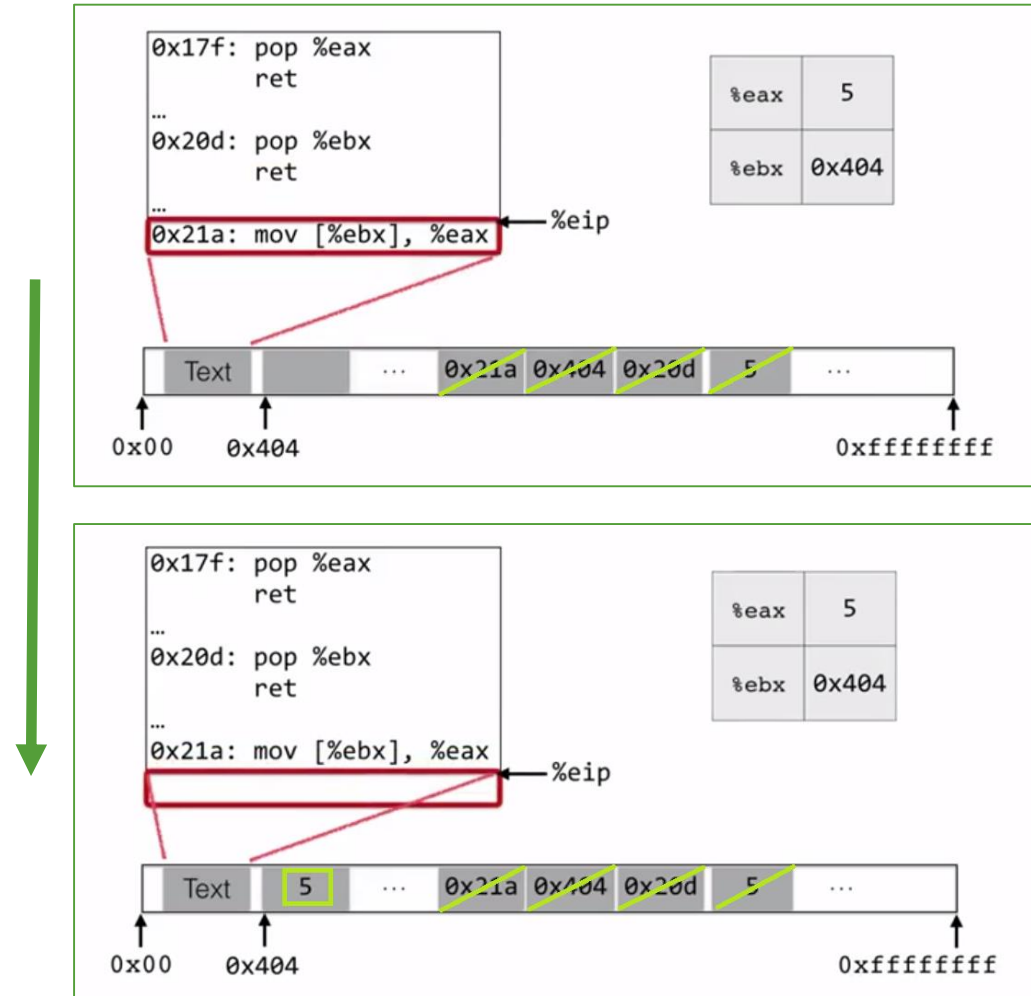 0x17f: pop %eax
ret
…
0x20d: pop %ebx
ret
…
0x21a: mov [%ebx], %eax
%eip
%eax 5
%ebx 0x404
Text ... 0x21a 0x404 0x20d 5 ...
0x00 0x404 0xffffffff
0x17f: pop %eax
ret
…
0x20d: pop %ebx
ret
…
0x21a: mov [%ebx], %eax
%eip
%eax 5
%ebx 0x404
Text 5 ... 0x21a 0x404 0x20d 5 ...
0x00 0x404 0xffffffff